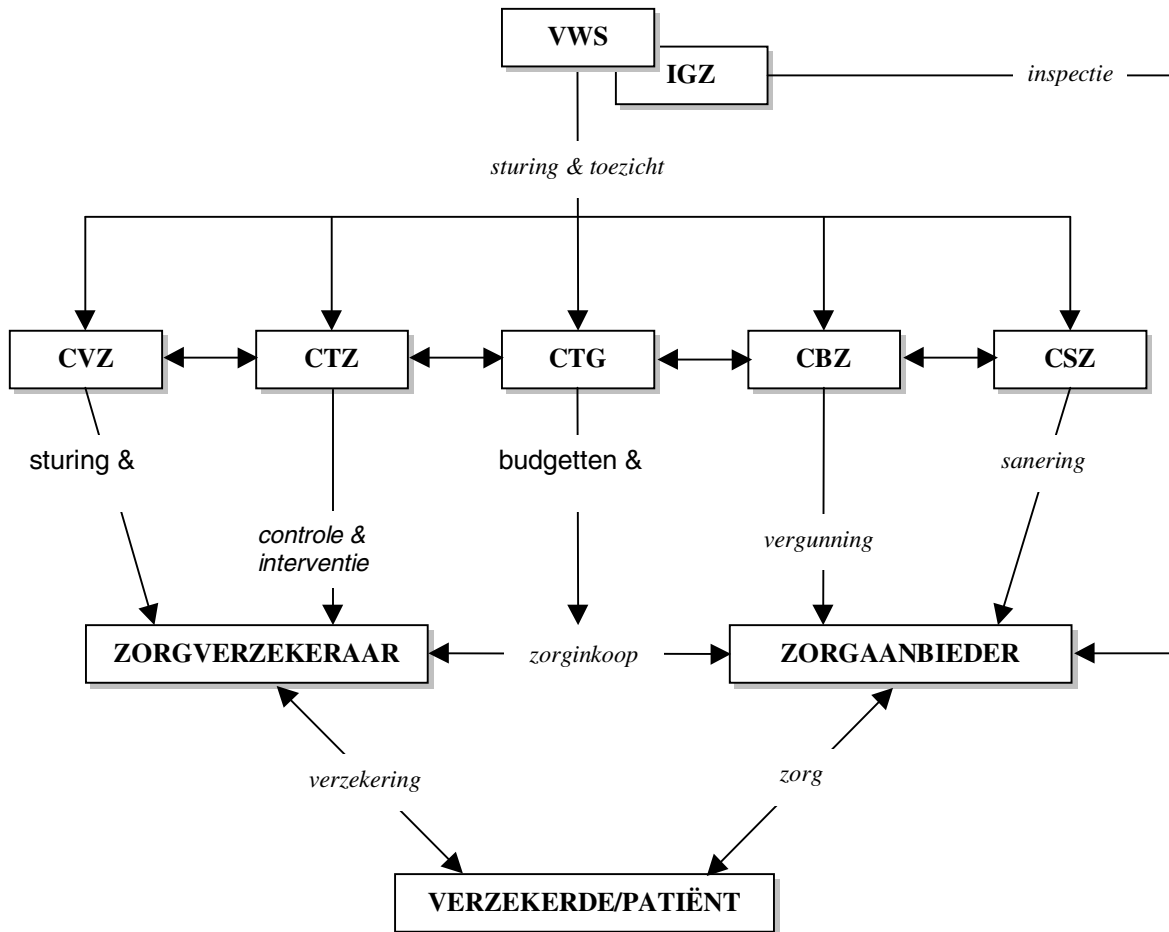 VWS
IGZ
inspectie
sturing & toezicht
CVZ
CTZ
CTG
CBZ
CSZ
sturing &
budgetten &
sanering
controle &
interventie
vergunning
ZORGVERZEKERAAR
zorginkoop
ZORGAANBIEDER
verzekering
zorg
VERZEKERDE/PATIËNT